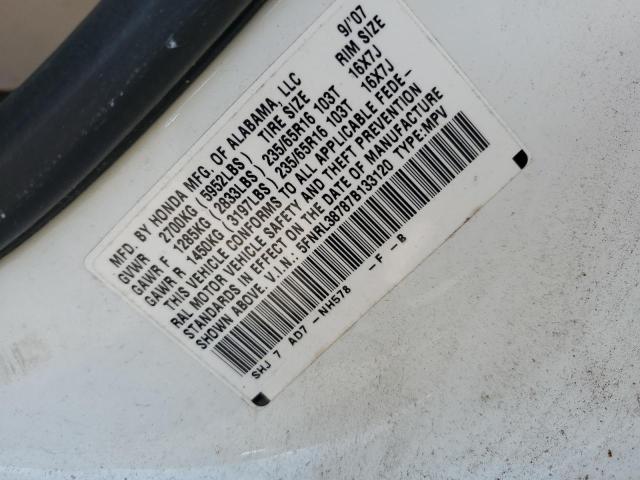 MFD. BY HONDA MFG. OF ALABAMA, LLC 9/'07
GVWR 2700KG (5952LBS) TIRE SIZE RIM SIZE
GAWR F 1285KG (2833LBS) 235/65R16 103T 16X7J
GAWR R 1450KG (3197LBS) 235/65R16 103T 16X7J
THIS VEHICLE CONFORMS TO ALL APPLICABLE FEDE-
RAL MOTOR VEHICLE SAFETY AND THEFT PREVENTION
STANDARDS IN EFFECT ON THE DATE OF MANUFACTURE
SHOWN ABOVE. V.I.N.: 5FNRL38787B133120 TYPE:MPV
SHJ 7 AD7 -NH578 -F -B